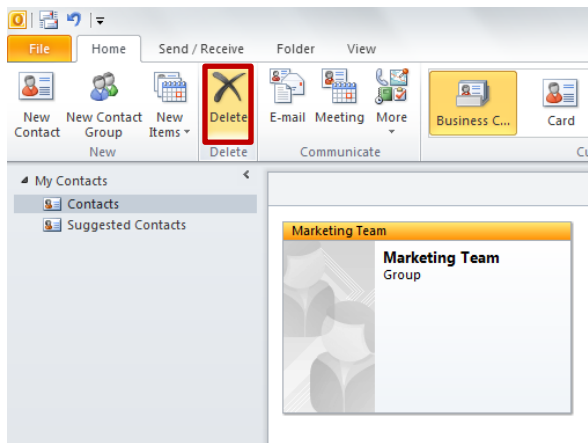 File Home Send / Receive Folder View
New Contact New Contact Group New Items Delete E-mail Meeting More Business C... Card
New Delete Communicate Cu
My Contacts
Contacts
Suggested Contacts
Marketing Team
Marketing Team
Group